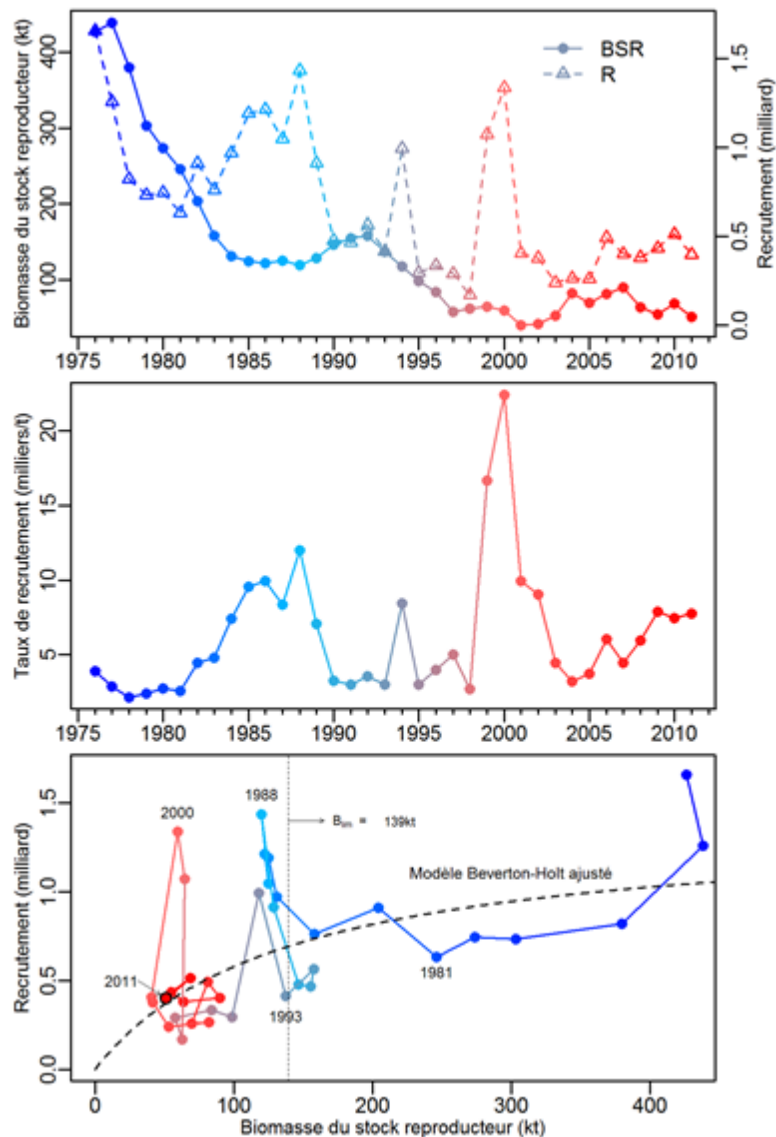 Biomasse du stock reproducteur (kt)
400
300
200
100
BSR
R
1.5
1.0
0.5
0.0
Recrutement (milliard)
1975 1980 1985 1990 1995 2000 2005 2010
Taux de recrutement (milliers/t)
20
15
10
5
1975 1980 1985 1990 1995 2000 2005 2010
Recrutement (milliard)
1.5
1.0
0.5
0.0
2000
1988
B_lim = 139kt
Modèle Beverton-Holt ajusté
2011
1993
1981
0 100 200 300 400
Biomasse du stock reproducteur (kt)